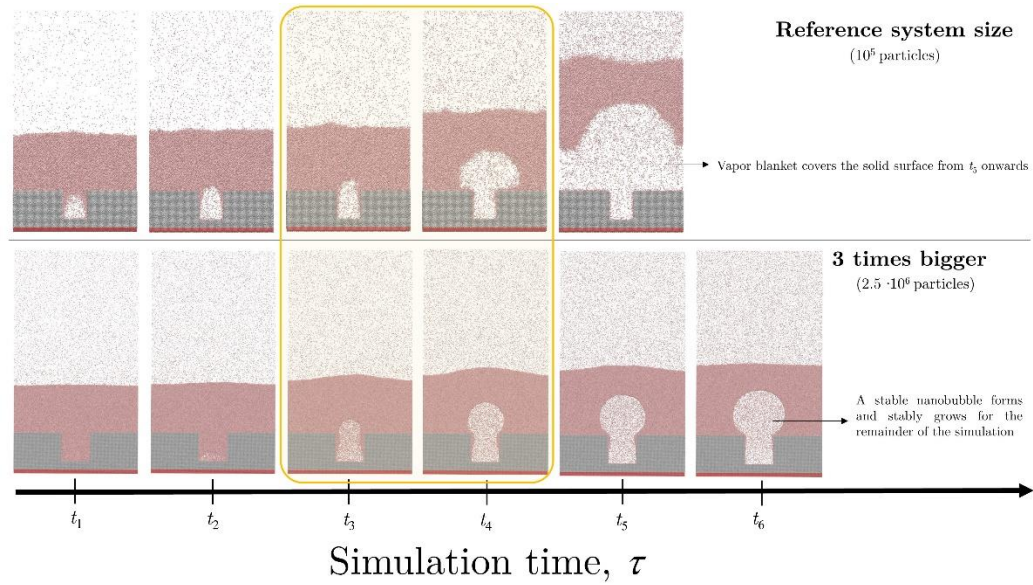 Reference system size
(10⁵ particles)
Vapor blanket covers the solid surface from t₅ onwards
3 times bigger
(2.5 ·10⁶ particles)
A stable nanobubble forms
and stably grows for the
remainder of the simulation
t₁ t₂ t₃ t₄ t₅ t₆
Simulation time, τ